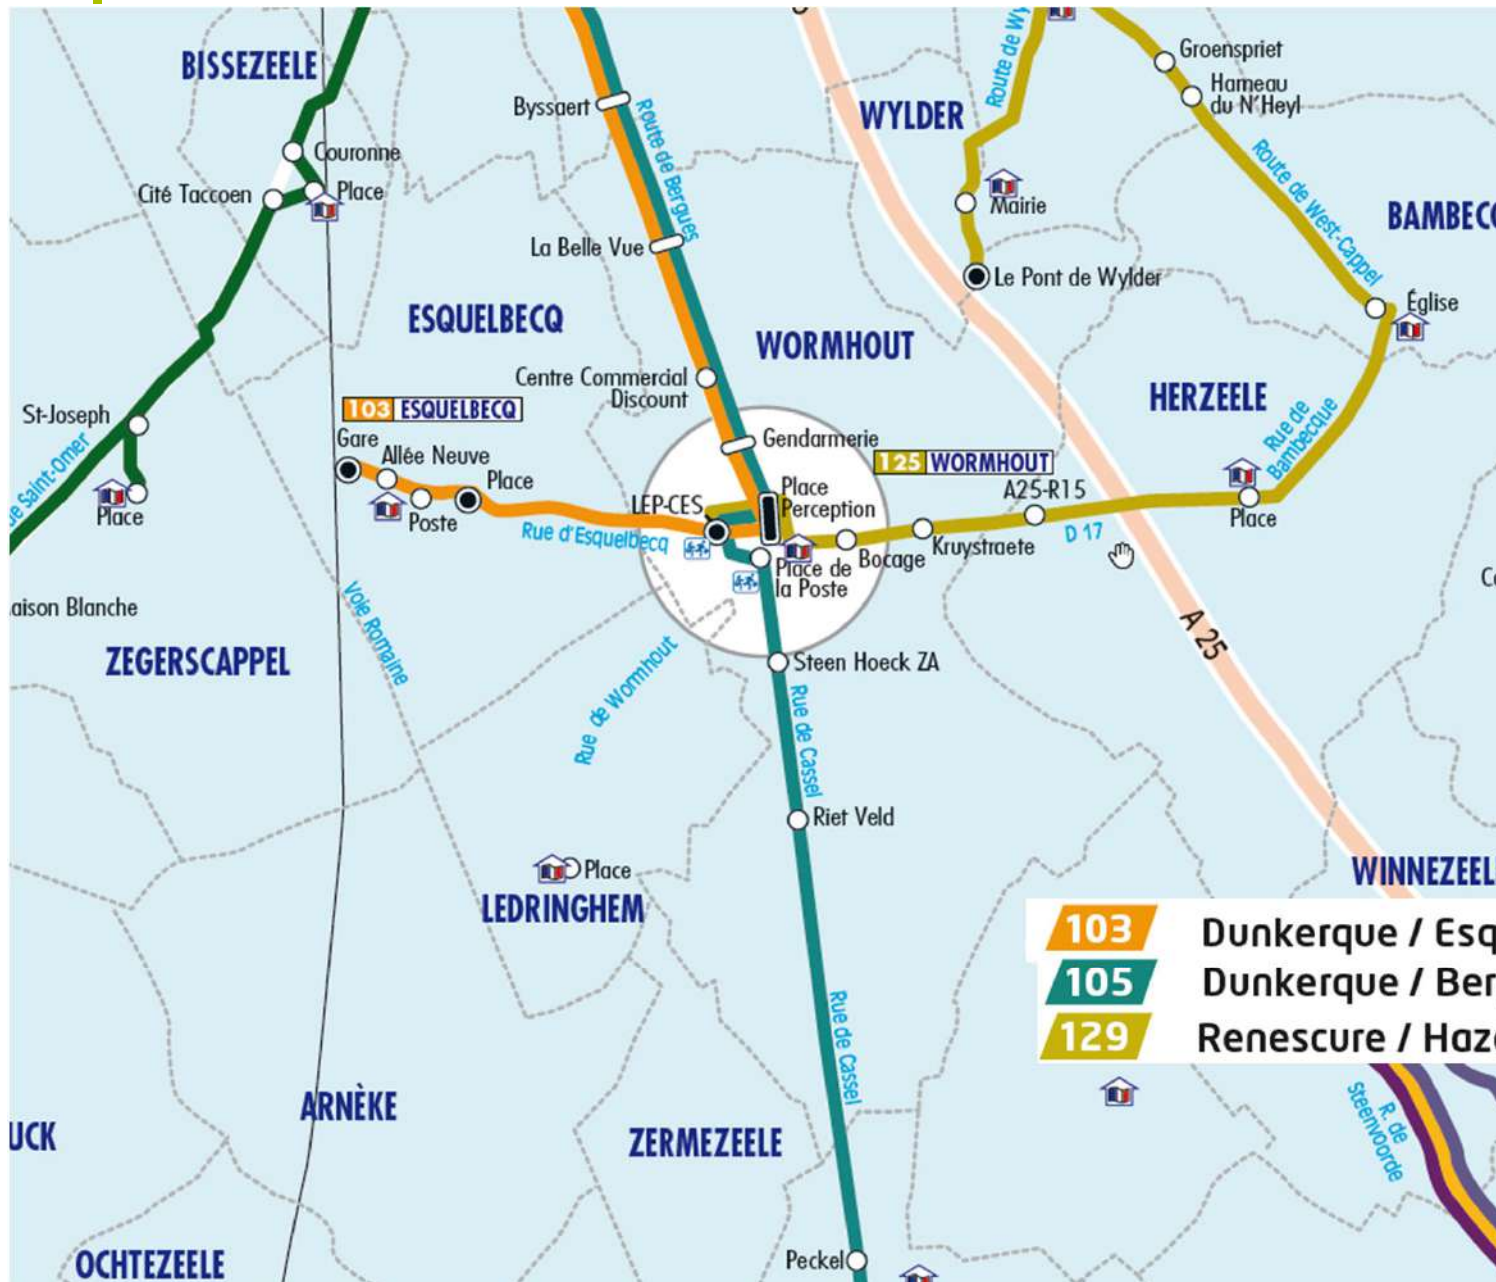 BISSEZEELE
Couronne
Cité Taccoen
Place
Byssaert
Route de Bergues
La Belle Vue
WYLDER
Route de Wy
Mairie
Le Pont de Wylder
Groenspriet
Hameau
du N'Heyl
Route de West-Cappel
BAMBECQ
Église
ESQUELBECQ
WORMHOUT
HERZEELE
Rue de
Bambecque
Centre Commercial
Discount
St-Joseph
de Saint-Omer
Place
103 ESQUELBECQ
Gare
Allée Neuve
Poste
Place
Rue d'Esquelbecq
LEP-CES
Gendarmerie
125 WORMHOUT
Place
Perception
Place de
la Poste
Bocage
Kruystraete
A25-R15
D 17
Place
A 25
aison Blanche
ZEGERSCAPPEL
Voie Romaine
Rue de Wormhout
Steen Hoeck ZA
Rue de Cassel
Riet Veld
Place
LEDRINGHEM
WINNEZEEL
103 Dunkerque / Esq
105 Dunkerque / Ber
129 Renescure / Haz
Rue de Cassel
R. de
Steenvoorde
ARNÈKE
UCK
ZERMEZEELE
OCHTEZEELE
Peckel